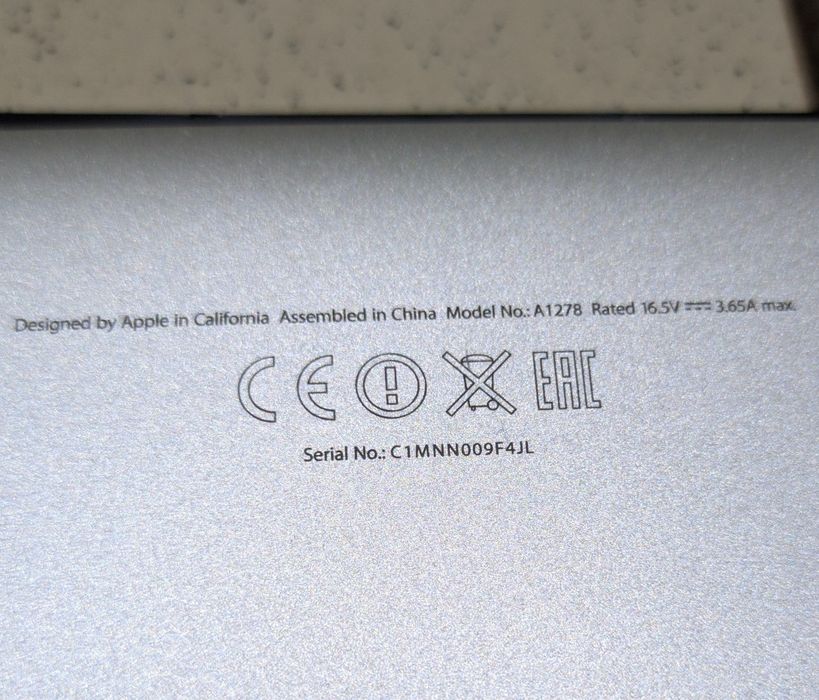 Designed by Apple in California Assembled in China Model No.: A1278 Rated 16.5V ⎓ 3.65A max.
CE EAC
Serial No.: C1MNN009F4JL